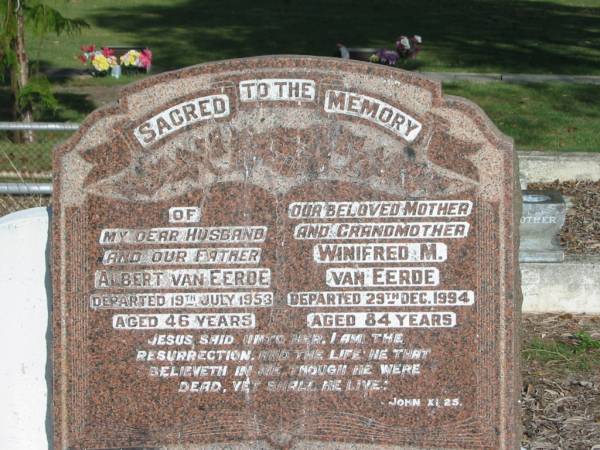 SACRED TO THE MEMORY
OF
MY DEAR HUSBAND
AND OUR FATHER
ALBERT VAN EERDE
DEPARTED 19TH JULY 1953
AGED 46 YEARS
OUR BELOVED MOTHER
AND GRANDMOTHER
WINIFRED M.
VAN EERDE
DEPARTED 29TH DEC. 1994
AGED 84 YEARS
JESUS SAID UNTO HER, I AM THE
RESURRECTION, AND THE LIFE HE THAT
BELIEVETH IN ME, THOUGH HE WERE
DEAD, YET SHALL HE LIVE:
- JOHN XI 25.
OTHER